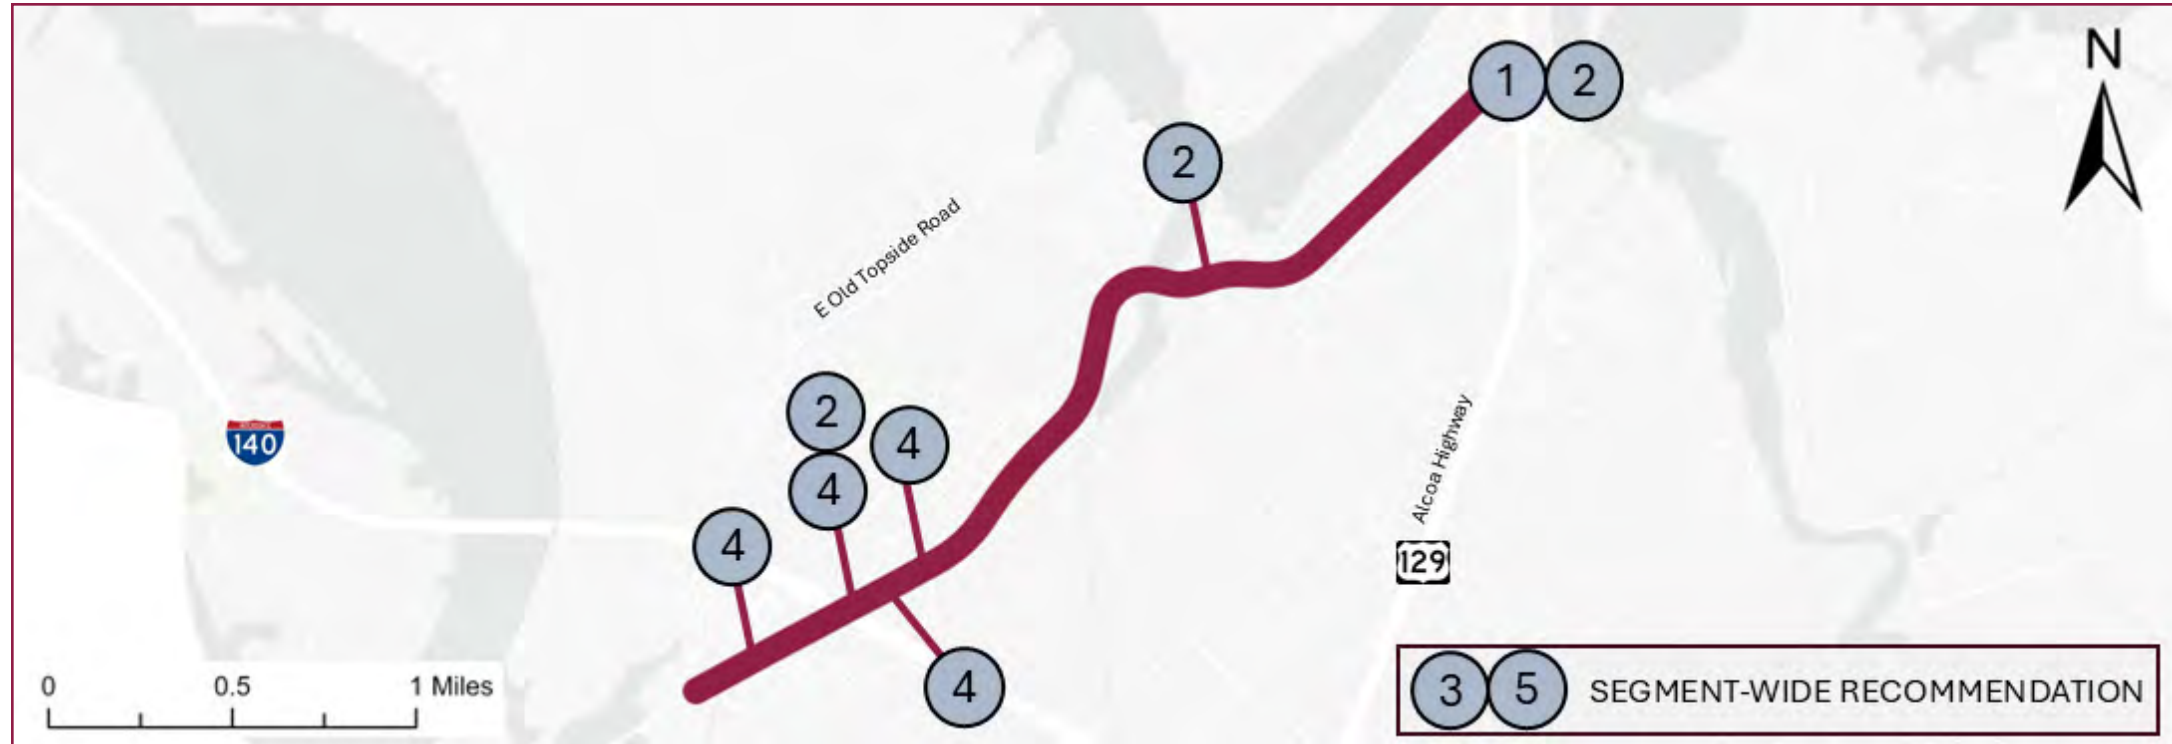 N
1 2
2
E Old Topside Road
2
4
4
140
4
Alcoa Highway
129
4
0 0.5 1 Miles
3 5 SEGMENT-WIDE RECOMMENDATION